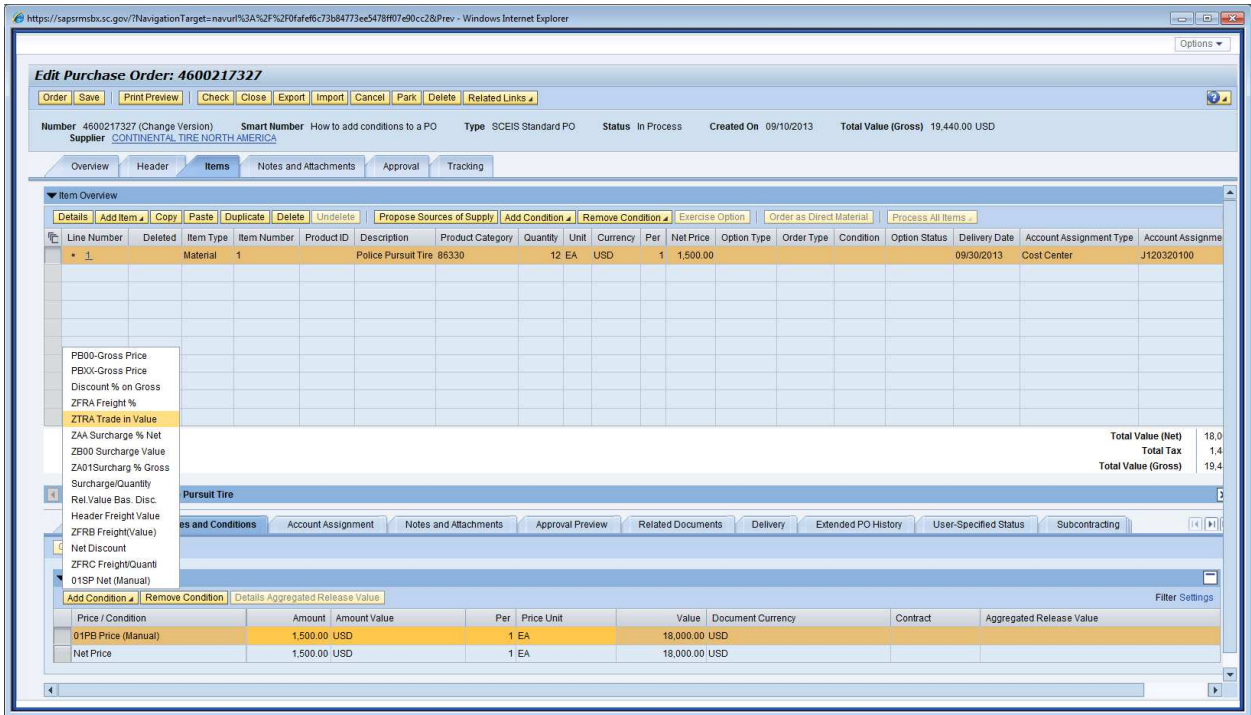 https://sapsrmsbx.sc.gov/?NavigationTarget=navurl%3A%2F%2F0fafef6c73b84773ee5478ff07e90cc2&Prev - Windows Internet Explorer
Options
Edit Purchase Order: 4600217327
Order Save Print Preview Check Close Export Import Cancel Park Delete Related Links
Number 4600217327 (Change Version) Smart Number How to add conditions to a PO Type SCEIS Standard PO Status In Process Created On 09/10/2013 Total Value (Gross) 19,440.00 USD
Supplier CONTINENTAL TIRE NORTH AMERICA
Overview Header Items Notes and Attachments Approval Tracking
Item Overview
Details Add Item Copy Paste Duplicate Delete Undelete Propose Sources of Supply Add Condition Remove Condition Exercise Option Order as Direct Material Process All Items
Line Number Deleted Item Type Item Number Product ID Description Product Category Quantity Unit Currency Per Net Price Option Type Order Type Condition Option Status Delivery Date Account Assignment Type Account Assignme
• 1 Material 1 Police Pursuit Tire 86330 12 EA USD 1 1,500.00 09/30/2013 Cost Center J120320100
PB00-Gross Price
PBXX-Gross Price
Discount % on Gross
ZFRA Freight %
ZTRA Trade in Value
ZAA Surcharge % Net
ZB00 Surcharge Value
ZA01Surcharg % Gross
Surcharge/Quantity
Rel.Value Bas. Disc.
Header Freight Value
ZFRB Freight(Value)
Net Discount
ZFRC Freight/Quanti
01SP Net (Manual)
Total Value (Net) 18,0
Total Tax 1,4
Total Value (Gross) 19,4
Pursuit Tire
es and Conditions Account Assignment Notes and Attachments Approval Preview Related Documents Delivery Extended PO History User-Specified Status Subcontracting
Add Condition Remove Condition Details Aggregated Release Value Filter Settings
Price / Condition Amount Amount Value Per Price Unit Value Document Currency Contract Aggregated Release Value
01PB Price (Manual) 1,500.00 USD 1 EA 18,000.00 USD
Net Price 1,500.00 USD 1 EA 18,000.00 USD